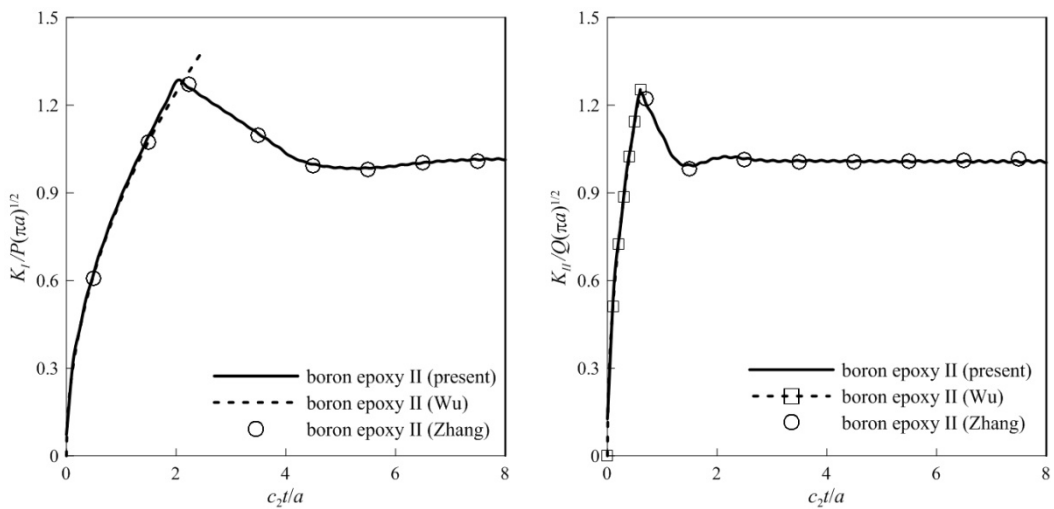 1.5
1.2
0.9
0.6
0.3
0
K_I/P(πa)^1/2
boron epoxy II (present)
boron epoxy II (Wu)
boron epoxy II (Zhang)
0 2 4 6 8
c₂t/a
1.5
1.2
0.9
0.6
0.3
0
K_II/Q(πa)^1/2
boron epoxy II (present)
boron epoxy II (Wu)
boron epoxy II (Zhang)
0 2 4 6 8
c₂t/a